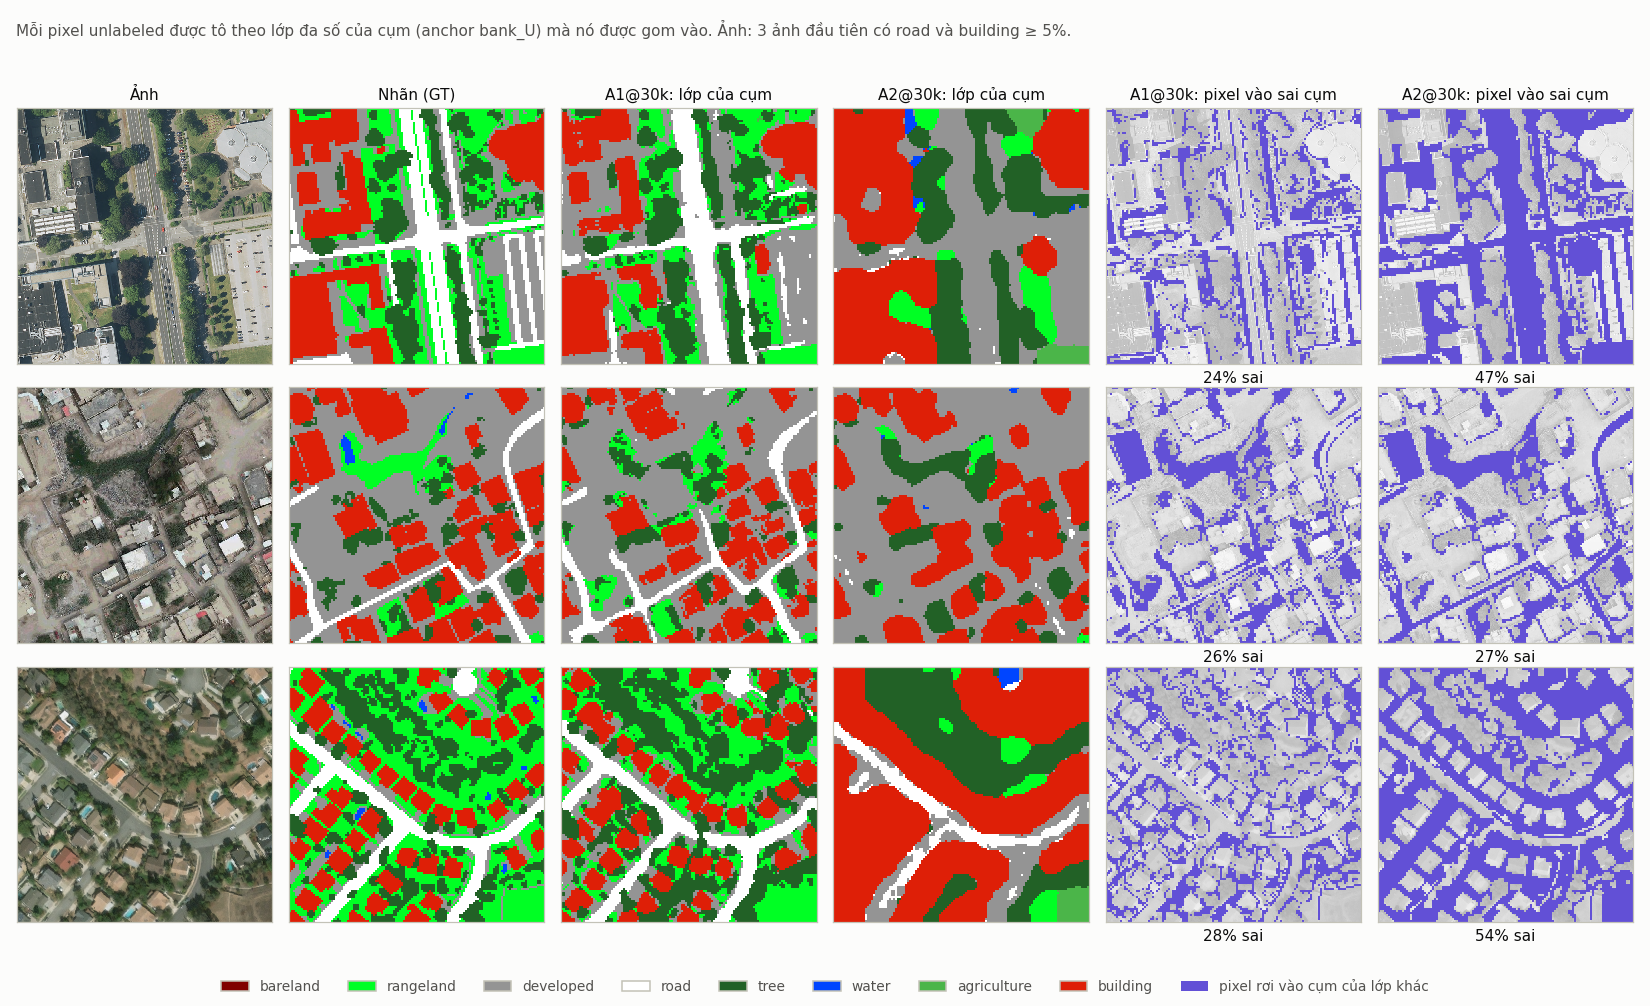 Mỗi pixel unlabeled được tô theo lớp đa số của cụm (anchor bank_U) mà nó được gom vào. Ảnh: 3 ảnh đầu tiên có road và building ≥ 5%.
Ảnh Nhãn (GT) A1@30k: lớp của cụm A2@30k: lớp của cụm A1@30k: pixel vào sai cụm A2@30k: pixel vào sai cụm
24% sai 47% sai
26% sai 27% sai
28% sai 54% sai
bareland rangeland developed road tree water agriculture building pixel rơi vào cụm của lớp khác